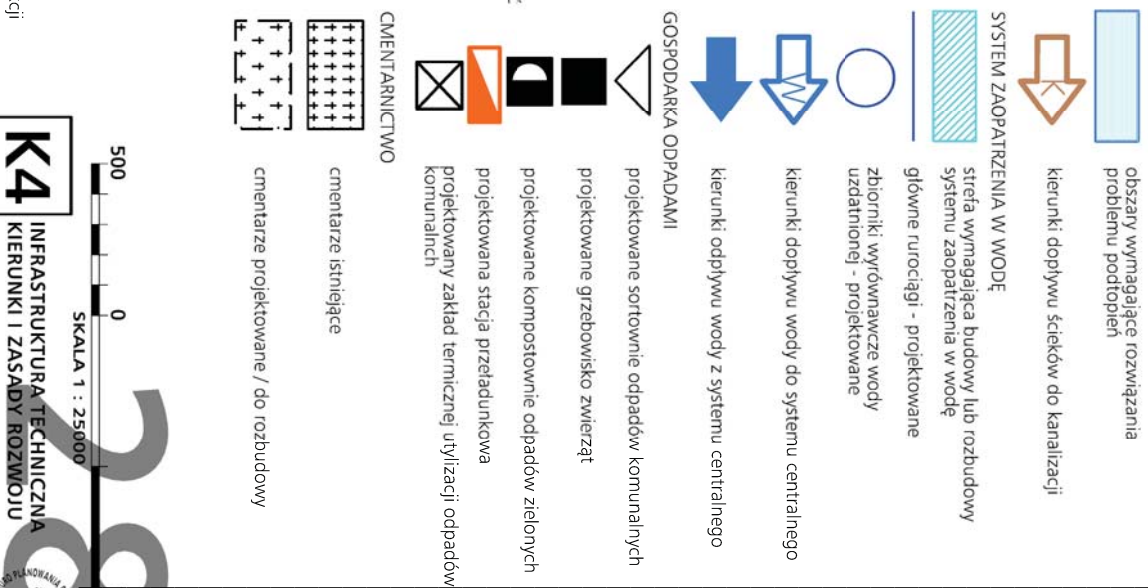 obszary wymagające rozwiązania
problemu podtopień
K
kierunki dopływu ścieków do kanalizacji
SYSTEM ZAOPATRZENIA W WODĘ
strefa wymagająca budowy lub rozbudowy
systemu zaopatrzenia w wodę
główne rurociągi - projektowane
zbiorniki wyrównawcze wody
uzdatnionej - projektowane
W
kierunki dopływu wody do systemu centralnego
kierunki odpływu wody z systemu centralnego
GOSPODARKA ODPADAMI
projektowane sortownie odpadów komunalnych
projektowane grzebowisko zwierząt
projektowane kompostownie odpadów zielonych
projektowana stacja przeładunkowa
projektowany zakład termicznej utylizacji odpadów
komunalnch
CMENTARNICTWO
cmentarze istniejące
cmentarze projektowane / do rozbudowy
500 0
SKALA 1 : 25000
K4
INFRASTRUKTURA TECHNICZNA
KIERUNKI I ZASADY ROZWOJU